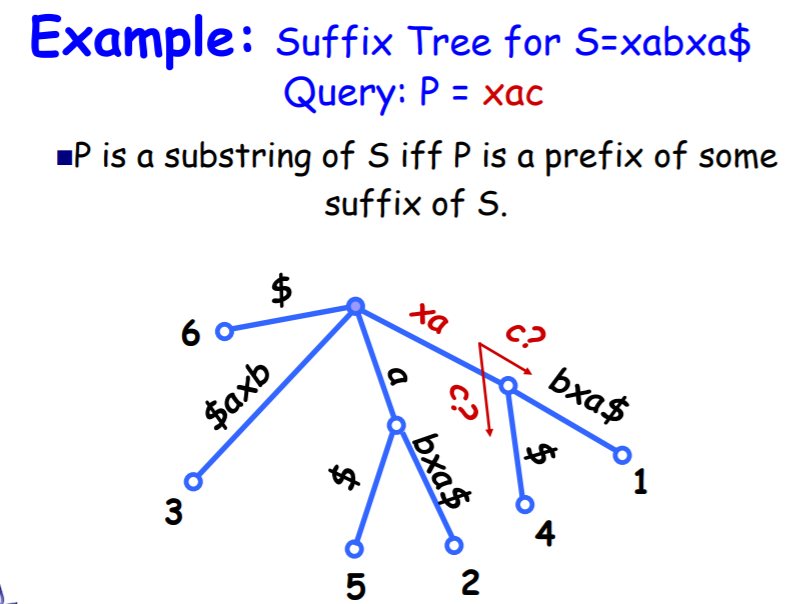 Example: Suffix Tree for S=xabxa$
Query: P = xac
P is a substring of S iff P is a prefix of some
suffix of S.
$
6
xa
c?
$axb
a
c?
bxa$
$
bxa$
$
1
3
4
5
2